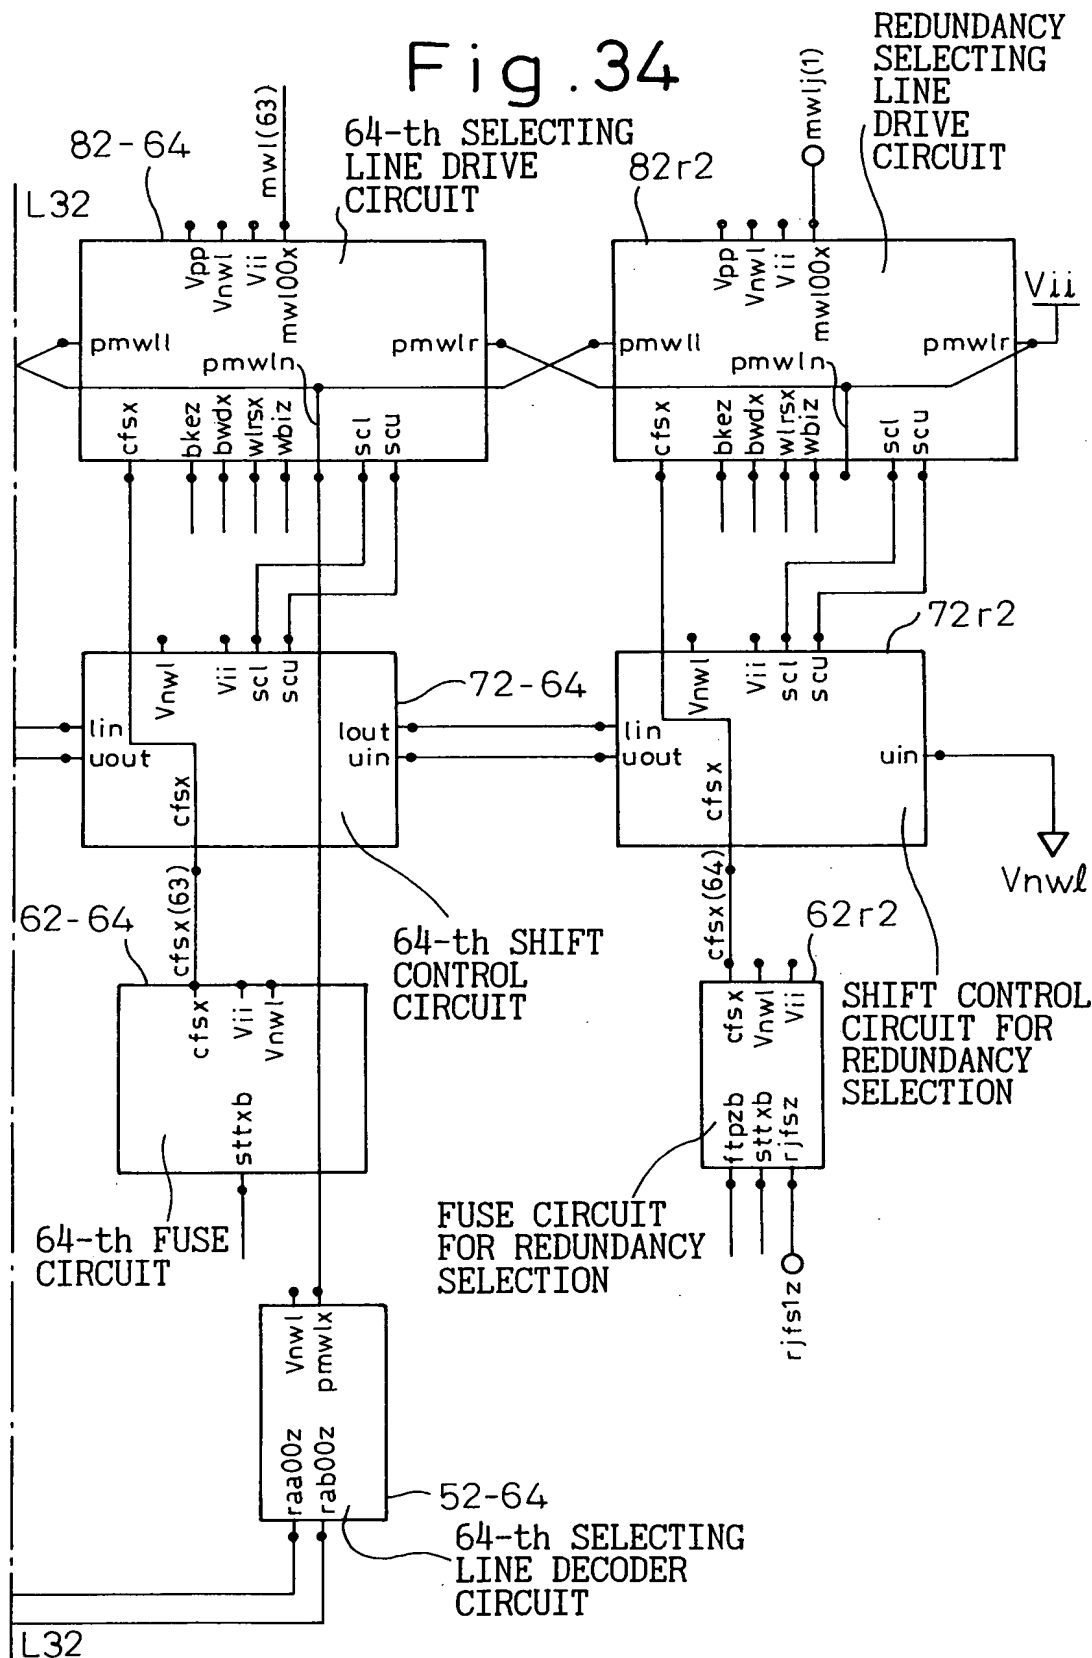 Fig.34
REDUNDANCY
SELECTING
LINE
DRIVE
CIRCUIT
mwl(63)
mwlj(1)
82-64
64-th SELECTING
LINE DRIVE
CIRCUIT
82r2
L32
Vpp
Vnwl
Vii
mwl00x
Vpp
Vnwl
Vii
mwl00x
Vii
pmwll
pmwlr
pmwll
pmwlr
pmwln
pmwln
cfsx
bkez
bwdx
wlrsx
wbiz
scl
scu
cfsx
bkez
bwdx
wlrsx
wbiz
scl
scu
72r2
Vnwl
Vii
scl
scu
72-64
Vnwl
Vii
scl
scu
lin
lout
lin
uout
uin
uout
uin
cfsx
cfsx
Vnwl
cfsx(63)
cfsx(64)
62-64
64-th SHIFT
CONTROL
CIRCUIT
62r2
cfsx
Vii
Vnwl
cfsx
Vnwl
Vii
SHIFT CONTROL
CIRCUIT FOR
REDUNDANCY
SELECTION
sttxb
ftpzb
sttxb
rjfsz
64-th FUSE
CIRCUIT
FUSE CIRCUIT
FOR REDUNDANCY
SELECTION
rjfs1z
Vnwl
pmwlx
raa00z
rab00z
52-64
64-th SELECTING
LINE DECODER
CIRCUIT
L32